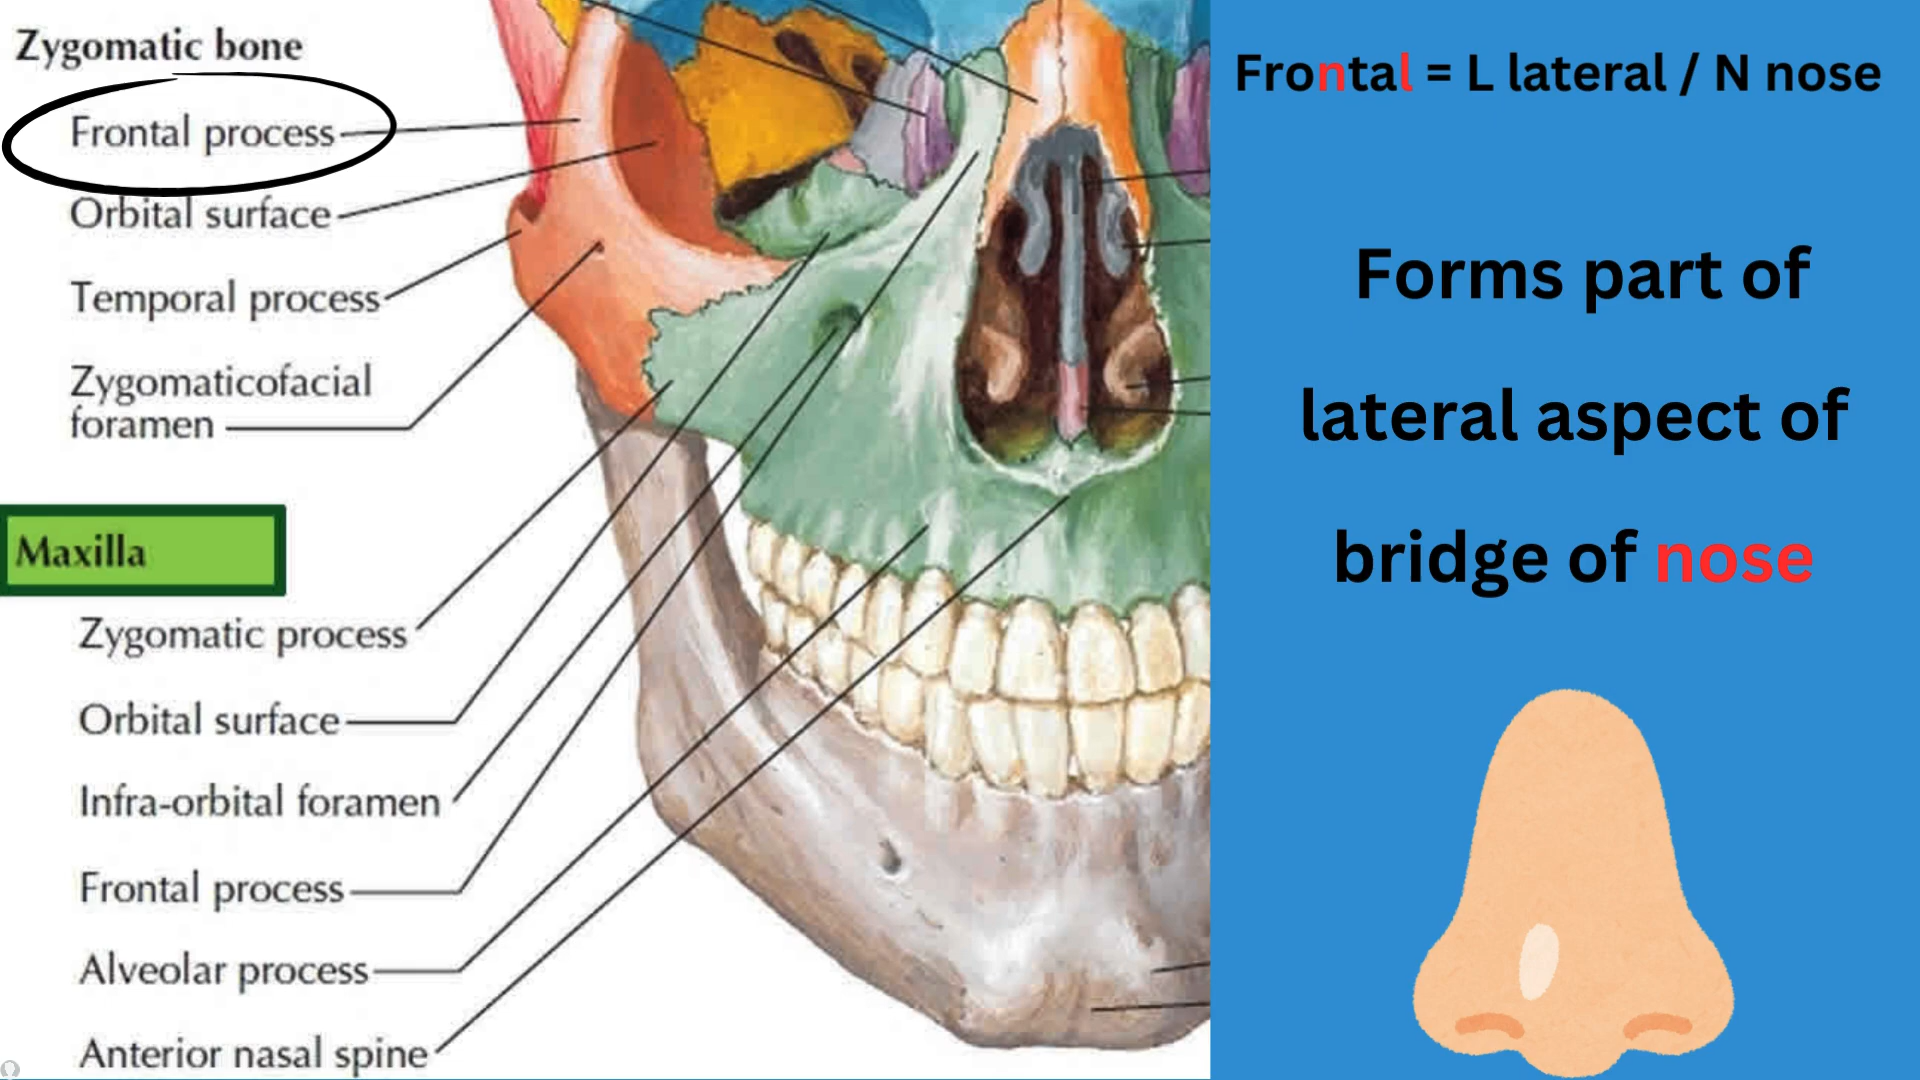 Zygomatic bone
Frontal process
Orbital surface
Temporal process
Zygomaticofacial
foramen
Maxilla
Zygomatic process
Orbital surface
Infra-orbital foramen
Frontal process
Alveolar process
Anterior nasal spine
Frontal = L lateral / N nose
Forms part of
lateral aspect of
bridge of nose